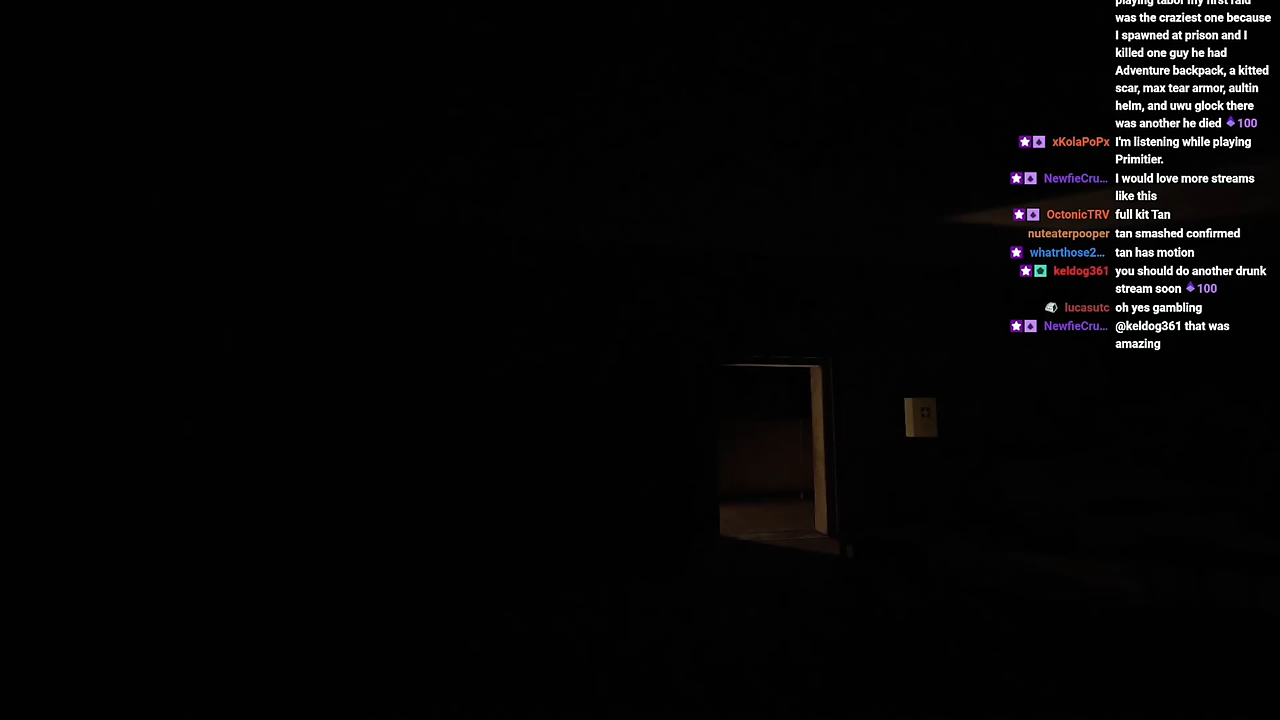 playing tabor my first raid
was the craziest one because
I spawned at prison and I
killed one guy he had
Adventure backpack, a kitted
scar, max tear armor, aultin
helm, and uwu glock there
was another he died 100
xKolaPoPx I'm listening while playing
Primitier.
NewfieCru... I would love more streams
like this
OctonicTRV full kit Tan
nuteaterpooper tan smashed confirmed
whatrthose2... tan has motion
keldog361 you should do another drunk
stream soon 100
lucasutc oh yes gambling
NewfieCru... @keldog361 that was
amazing